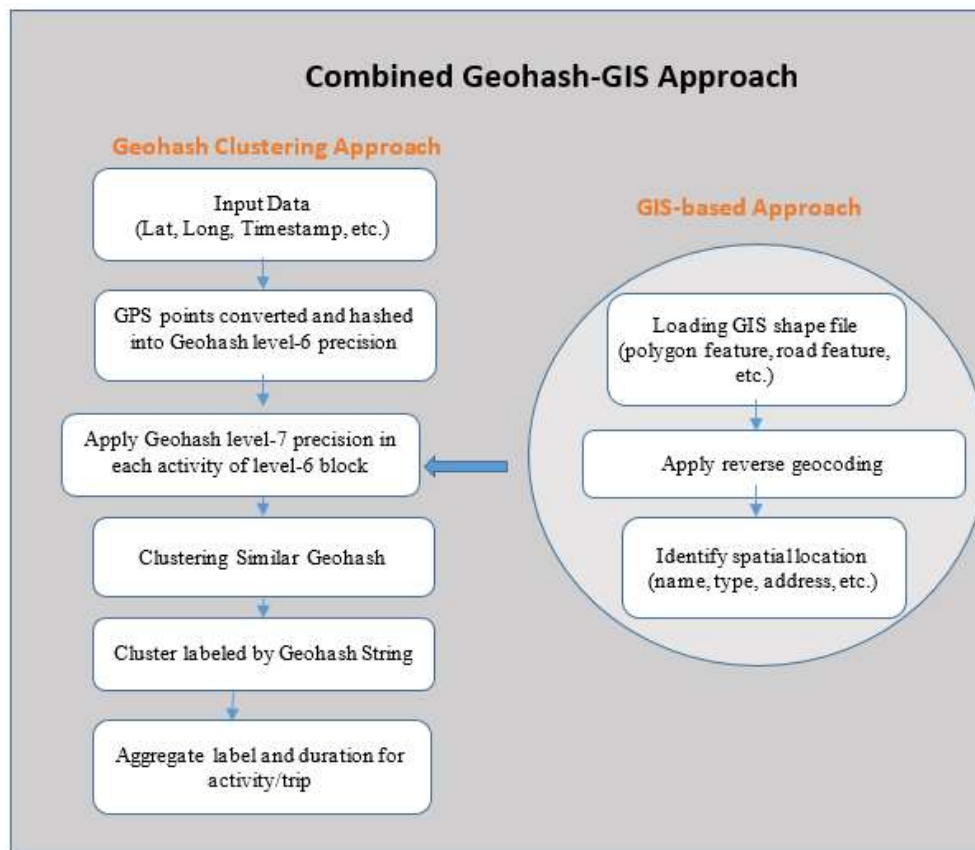 Combined Geohash-GIS Approach
Geohash Clustering Approach
Input Data
(Lat, Long, Timestamp, etc.)
GPS points converted and hashed
into Geohash level-6 precision
Apply Geohash level-7 precision in
each activity of level-6 block
Clustering Similar Geohash
Cluster labeled by Geohash String
Aggregate label and duration for
activity/trip
GIS-based Approach
Loading GIS shape file
(polygon feature, road feature,
etc.)
Apply reverse geocoding
Identify spatial location
(name, type, address, etc.)